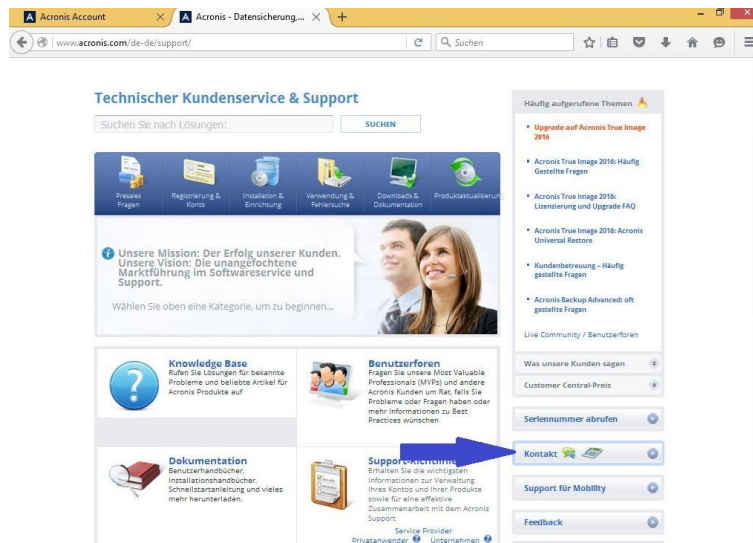 Acronis Account
Acronis - Datensicherung,...
www.acronis.com/de-de/support/
Suchen
Technischer Kundenservice & Support
Suchen Sie nach Lösungen:
SUCHEN
Presales
Fragen
Registrierung &
Konto
Installation &
Einrichtung
Verwendung &
Fehlersuche
Downloads &
Dokumentation
Produktaktualisierun
Unsere Mission: Der Erfolg unserer Kunden.
Unsere Vision: Die unangefochtene
Marktführung im Softwareservice und
Support.
Wählen Sie oben eine Kategorie, um zu beginnen...
Knowledge Base
Rufen Sie Lösungen für bekannte
Probleme und beliebte Artikel für
Acronis Produkte auf
Benutzerforen
Fragen Sie unsere Most Valuable
Professionals (MVPs) und andere
Acronis Kunden um Rat, falls Sie
Probleme oder Fragen haben oder
mehr Informationen zu Best
Practices wünschen
Dokumentation
Benutzerhandbücher,
Installationshandbücher,
Schnellstartanleitung und vieles
mehr herunterladen.
Support-Richtlinie
Erhalten Sie die wichtigsten
Informationen zur Verwaltung
Ihres Kontos und Ihrer Produkte
sowie für eine effektive
Zusammenarbeit mit dem Acronis
Support
Service Provider
Privatanwender
Unternehmen
Häufig aufgerufene Themen
Upgrade auf Acronis True Image
2016
Acronis True Image 2016: Häufig
Gestellte Fragen
Acronis True Image 2016:
Lizenzierung und Upgrade FAQ
Acronis True Image 2016: Acronis
Universal Restore
Kundenbetreuung – Häufig
gestellte Fragen
Acronis Backup Advanced: oft
gestellte Fragen
Live Community / Benutzerforen
Was unsere Kunden sagen
Customer Central-Preis
Seriennummer abrufen
Kontakt
Support für Mobility
Feedback